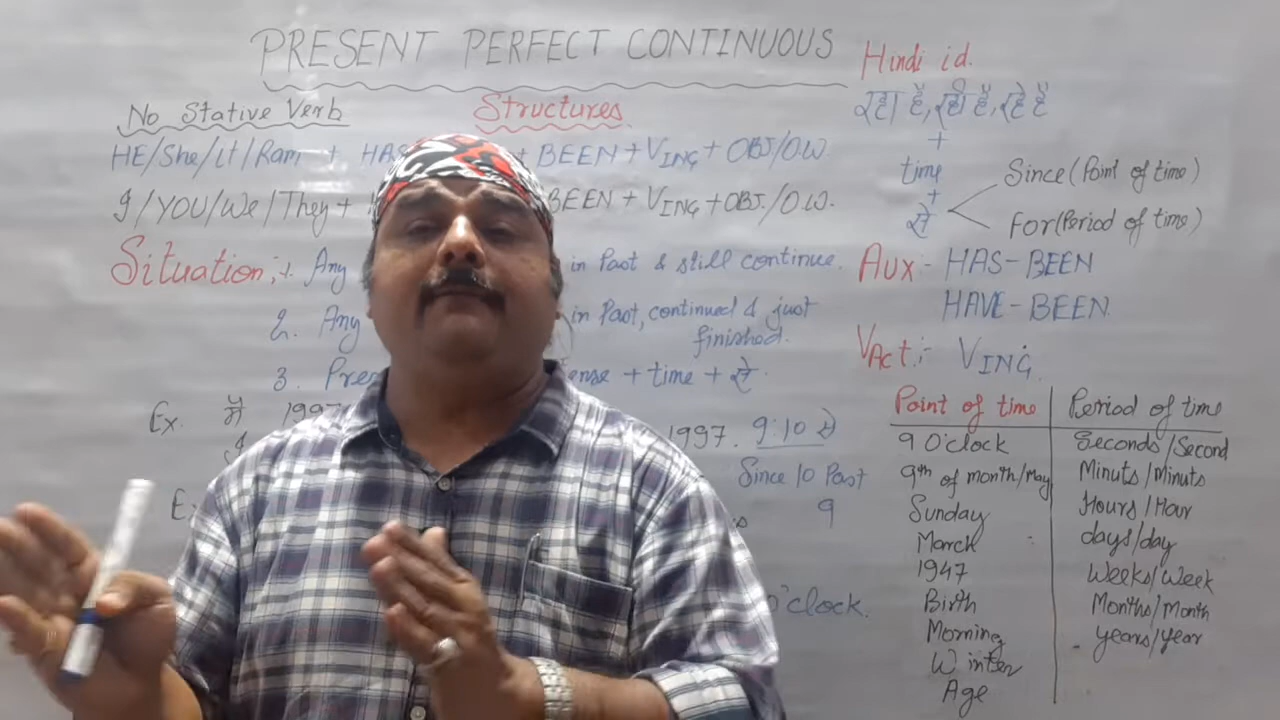 PRESENT PERFECT CONTINUOUS
No Stative Verb
Structures
HE/She/It/Ram + HAS + BEEN + VING + OBJ/O.W.
I/YOU/We/They + BEEN + VING + OBJ./O.W.
Situation:- 1. Any in Past & still continue.
2. Any in Past, continued & just
finished.
3. Pres ense + time + से
Ex. मैं 1997
1997. 9:10 से
Since 10 Past
9
o'clock.
Hindi id.
रहा हैं, रही हैं, रहे हैं
+
time
+
से
Since (Point of time)
For (Period of time)
Aux - HAS-BEEN
HAVE-BEEN
VAct:- VING.
Point of time Period of time
9 O'clock Seconds/Second
9th of month/May Minuts/Minuts
Sunday Hours/Hour
March days/day
1947 Weeks/Week
Birth Months/Month
Morning years/year
Winter
Age